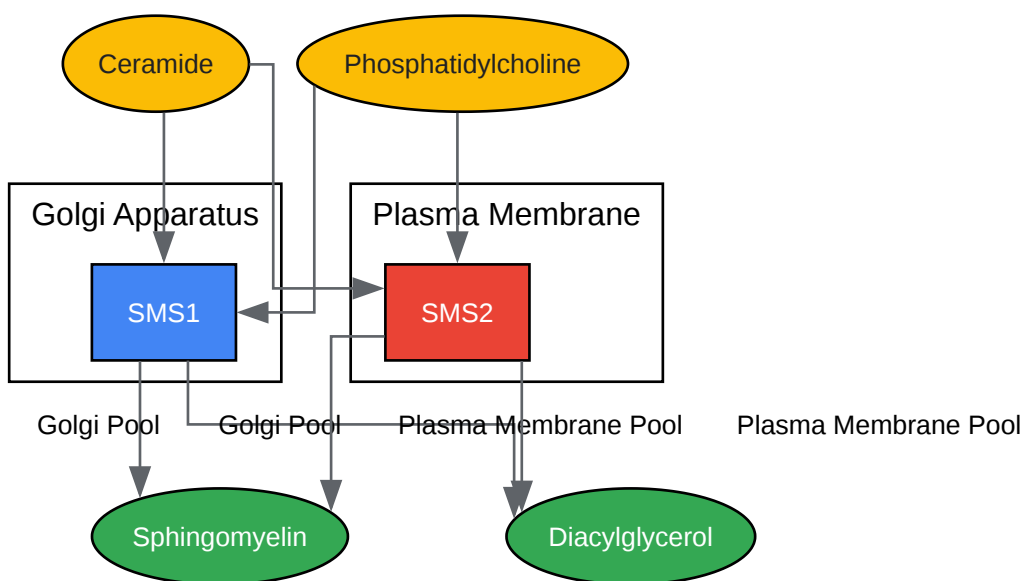 Ceramide
Phosphatidylcholine
Golgi Apparatus
Plasma Membrane
SMS1
SMS2
Golgi Pool
Golgi Pool
Plasma Membrane Pool
Plasma Membrane Pool
Sphingomyelin
Diacylglycerol